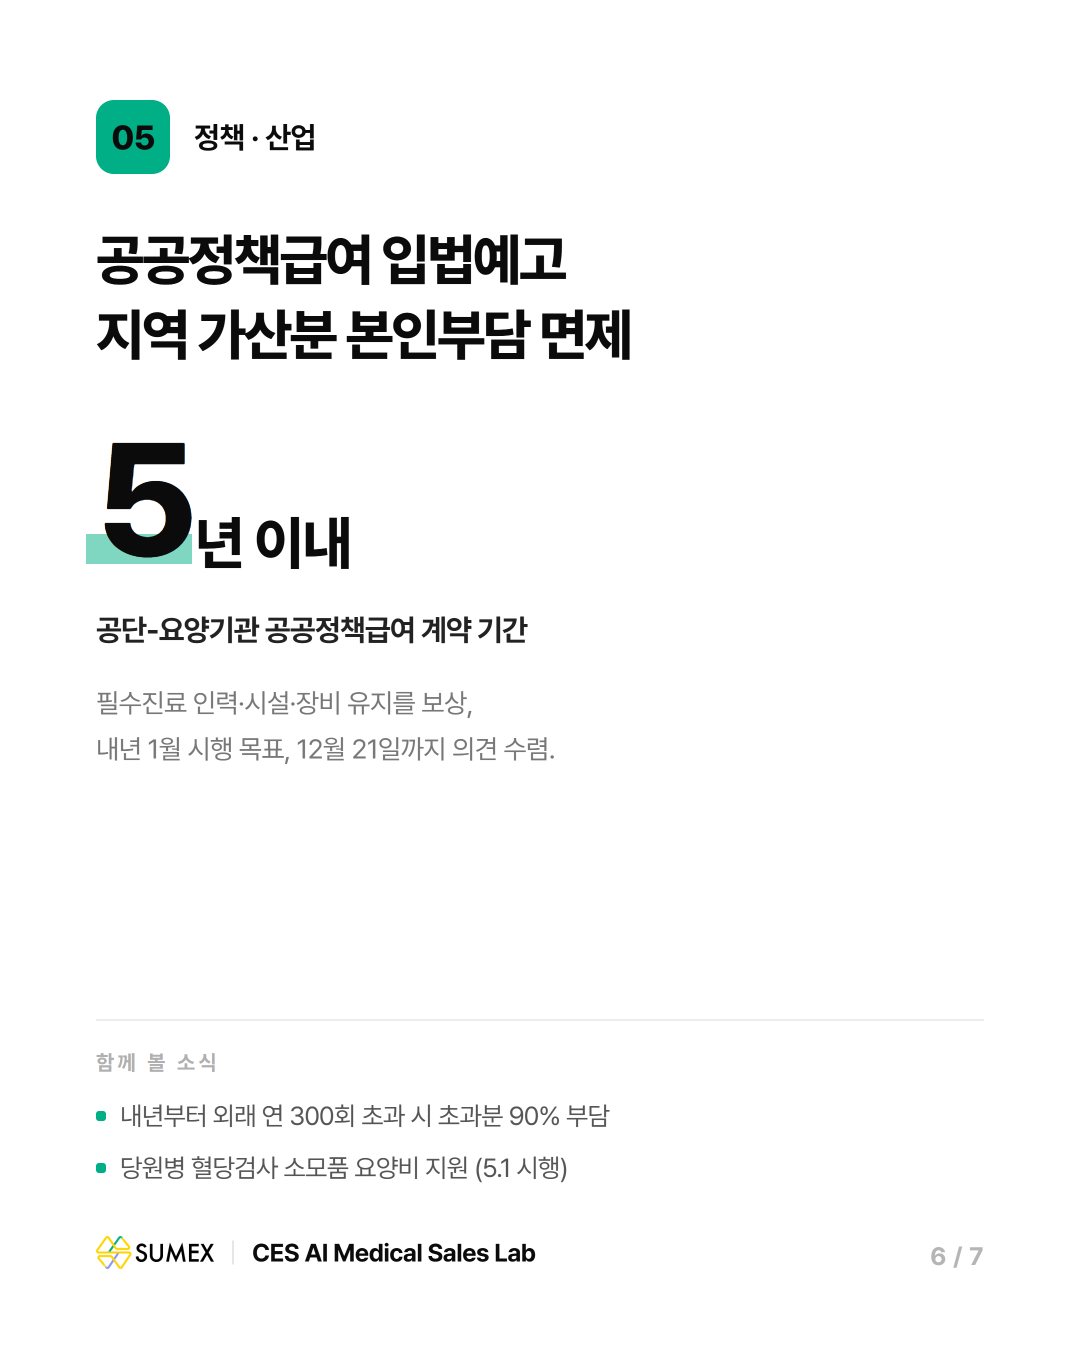 05 정책 · 산업
공공정책급여 입법예고
지역 가산분 본인부담 면제
5년 이내
공단-요양기관 공공정책급여 계약 기간
필수진료 인력·시설·장비 유지를 보상,
내년 1월 시행 목표, 12월 21일까지 의견 수렴.
함께 볼 소식
내년부터 외래 연 300회 초과 시 초과분 90% 부담
당원병 혈당검사 소모품 요양비 지원 (5.1 시행)
SUMEX | CES AI Medical Sales Lab
6 / 7